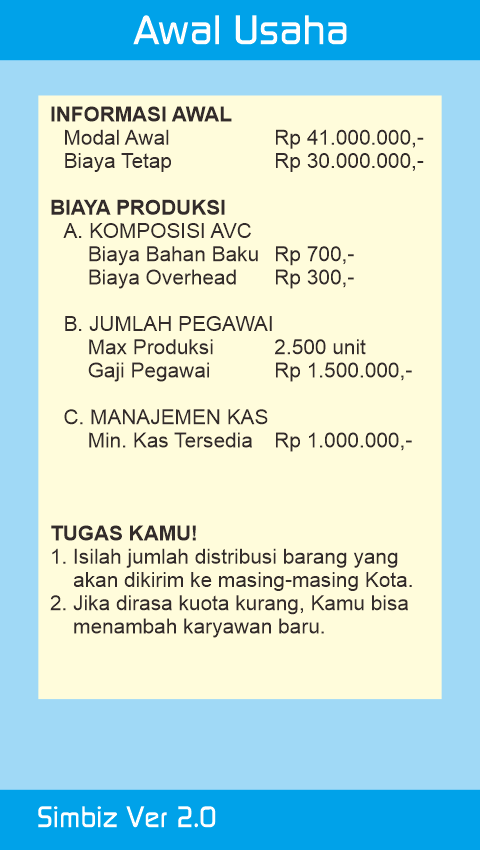 Awal Usaha
INFORMASI AWAL
Modal Awal Rp 41.000.000,-
Biaya Tetap Rp 30.000.000,-
BIAYA PRODUKSI
A. KOMPOSISI AVC
Biaya Bahan Baku Rp 700,-
Biaya Overhead Rp 300,-
B. JUMLAH PEGAWAI
Max Produksi 2.500 unit
Gaji Pegawai Rp 1.500.000,-
C. MANAJEMEN KAS
Min. Kas Tersedia Rp 1.000.000,-
TUGAS KAMU!
1. Isilah jumlah distribusi barang yang
akan dikirim ke masing-masing Kota.
2. Jika dirasa kuota kurang, Kamu bisa
menambah karyawan baru.
Simbiz Ver 2.0